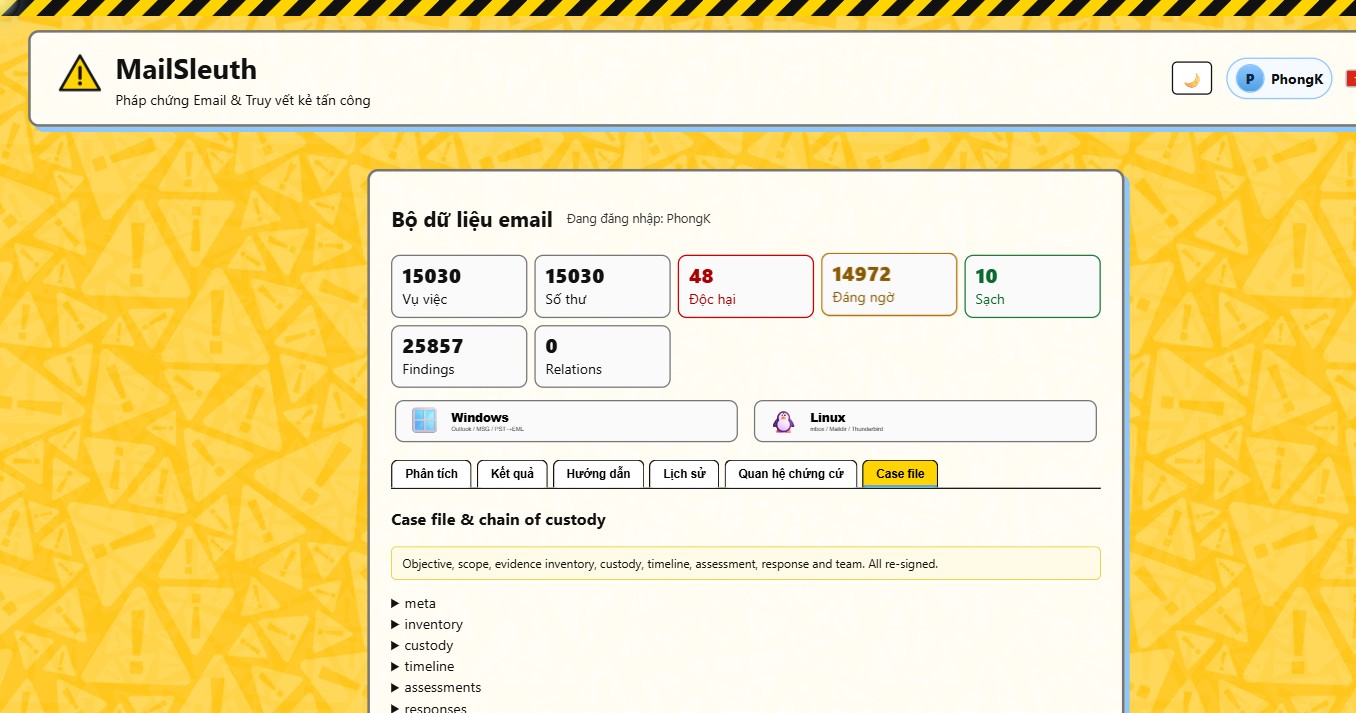 MailSleuth
Pháp chứng Email & Truy vết kẻ tấn công
P PhongK
Bộ dữ liệu email Đang đăng nhập: PhongK
15030 15030 48 14972 10
Vụ việc Số thư Độc hại Đáng ngờ Sạch
25857 0
Findings Relations
Windows Linux
Outlook / MSG / PST→EML mbox / Maildir / Thunderbird
Phân tích Kết quả Hướng dẫn Lịch sử Quan hệ chứng cứ Case file
Case file & chain of custody
Objective, scope, evidence inventory, custody, timeline, assessment, response and team. All re-signed.
▶ meta
▶ inventory
▶ custody
▶ timeline
▶ assessments
▶ responses